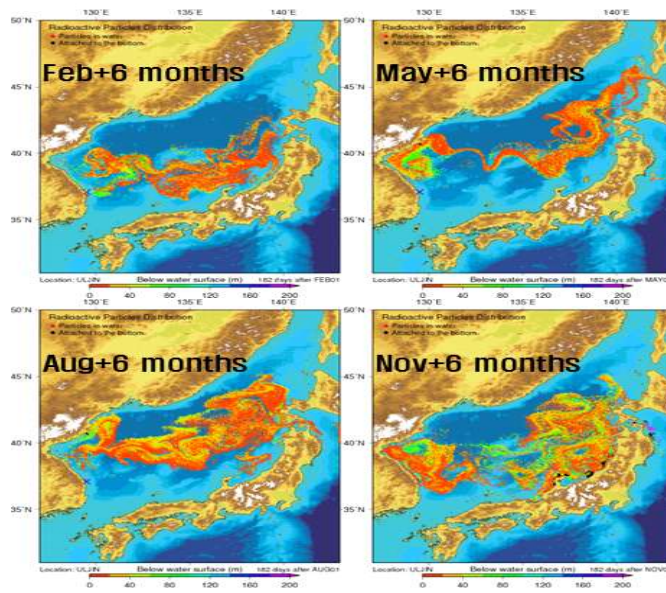 130°E 140°E
50°N
Radioactive Particles Distribution
Particles in water
Attached to the bottom
Feb+6 months
45°N
40°N
35°N
Location: ULJIN Below water surface (m) 182 days after FEB01
0 40 80 120 160 200
130°E 140°E
50°N
Radioactive Particles Distribution
Particles in water
Attached to the bottom
May+6 months
45°N
40°N
35°N
Location: ULJIN Below water surface (m) 182 days after MAY0
0 40 80 120 160 200
130°E 135°E 140°E
50°N
Radioactive Particles Distribution
Particles in water
Attached to the bottom
Aug+6 months
45°N
40°N
35°N
Location: ULJIN Below water surface (m) 182 days after AUG01
0 40 80 120 160 200
130°E 135°E 140°E
50°N
Radioactive Particles Distribution
Particles in water
Attached to the bottom
Nov+6 months
45°N
40°N
35°N
Location: ULJIN Below water surface (m) 182 days after NOV0
0 40 80 120 160 200